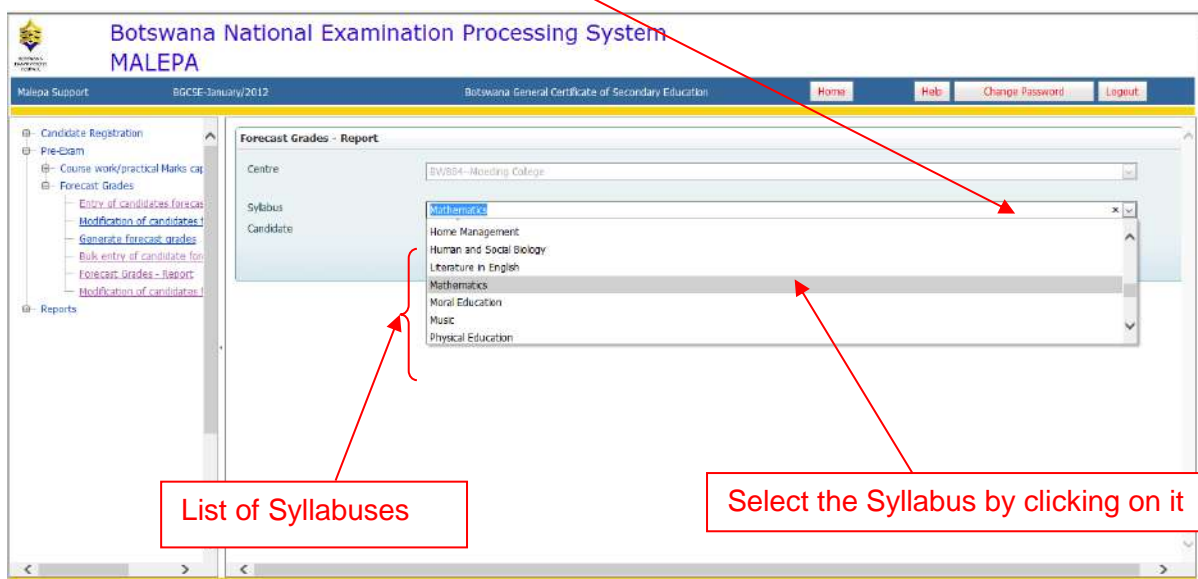 Botswana National Examination Processing System
MALEPA
Malepa Support BGCSE-January/2012 Botswana General Certificate of Secondary Education Home Help Change Password Logout
Candidate Registration
Pre-Exam
Course work/practical Marks cap
Forecast Grades
Entry of candidates forecas
Modification of candidates f
Generate forecast grades
Bulk entry of candidate for
Forecast Grades - Report
Modification of candidates f
Reports
Forecast Grades - Report
Centre
Syllabus Mathematics
Candidate
Home Management
Human and Social Biology
Literature in English
Mathematics
Moral Education
Music
Physical Education
List of Syllabuses
Select the Syllabus by clicking on it